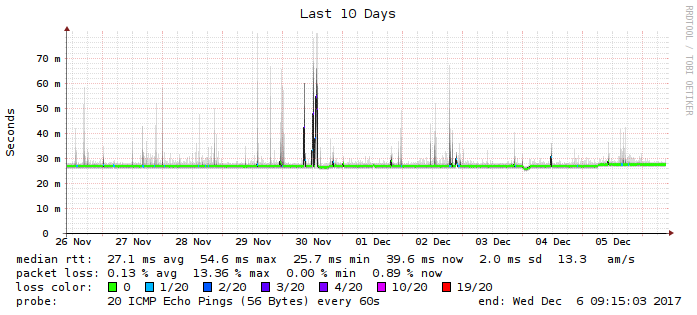 Last 10 Days
RRDTOOL / TOBI OETIKER
Seconds
70 m
60 m
50 m
40 m
30 m
20 m
10 m
0
26 Nov 27 Nov 28 Nov 29 Nov 30 Nov 01 Dec 02 Dec 03 Dec 04 Dec 05 Dec
median rtt: 27.1 ms avg 54.6 ms max 25.7 ms min 39.6 ms now 2.0 ms sd 13.3 am/s
packet loss: 0.13 % avg 13.36 % max 0.00 % min 0.89 % now
loss color: 0 1/20 2/20 3/20 4/20 10/20 19/20
probe: 20 ICMP Echo Pings (56 Bytes) every 60s end: Wed Dec 6 09:15:03 2017